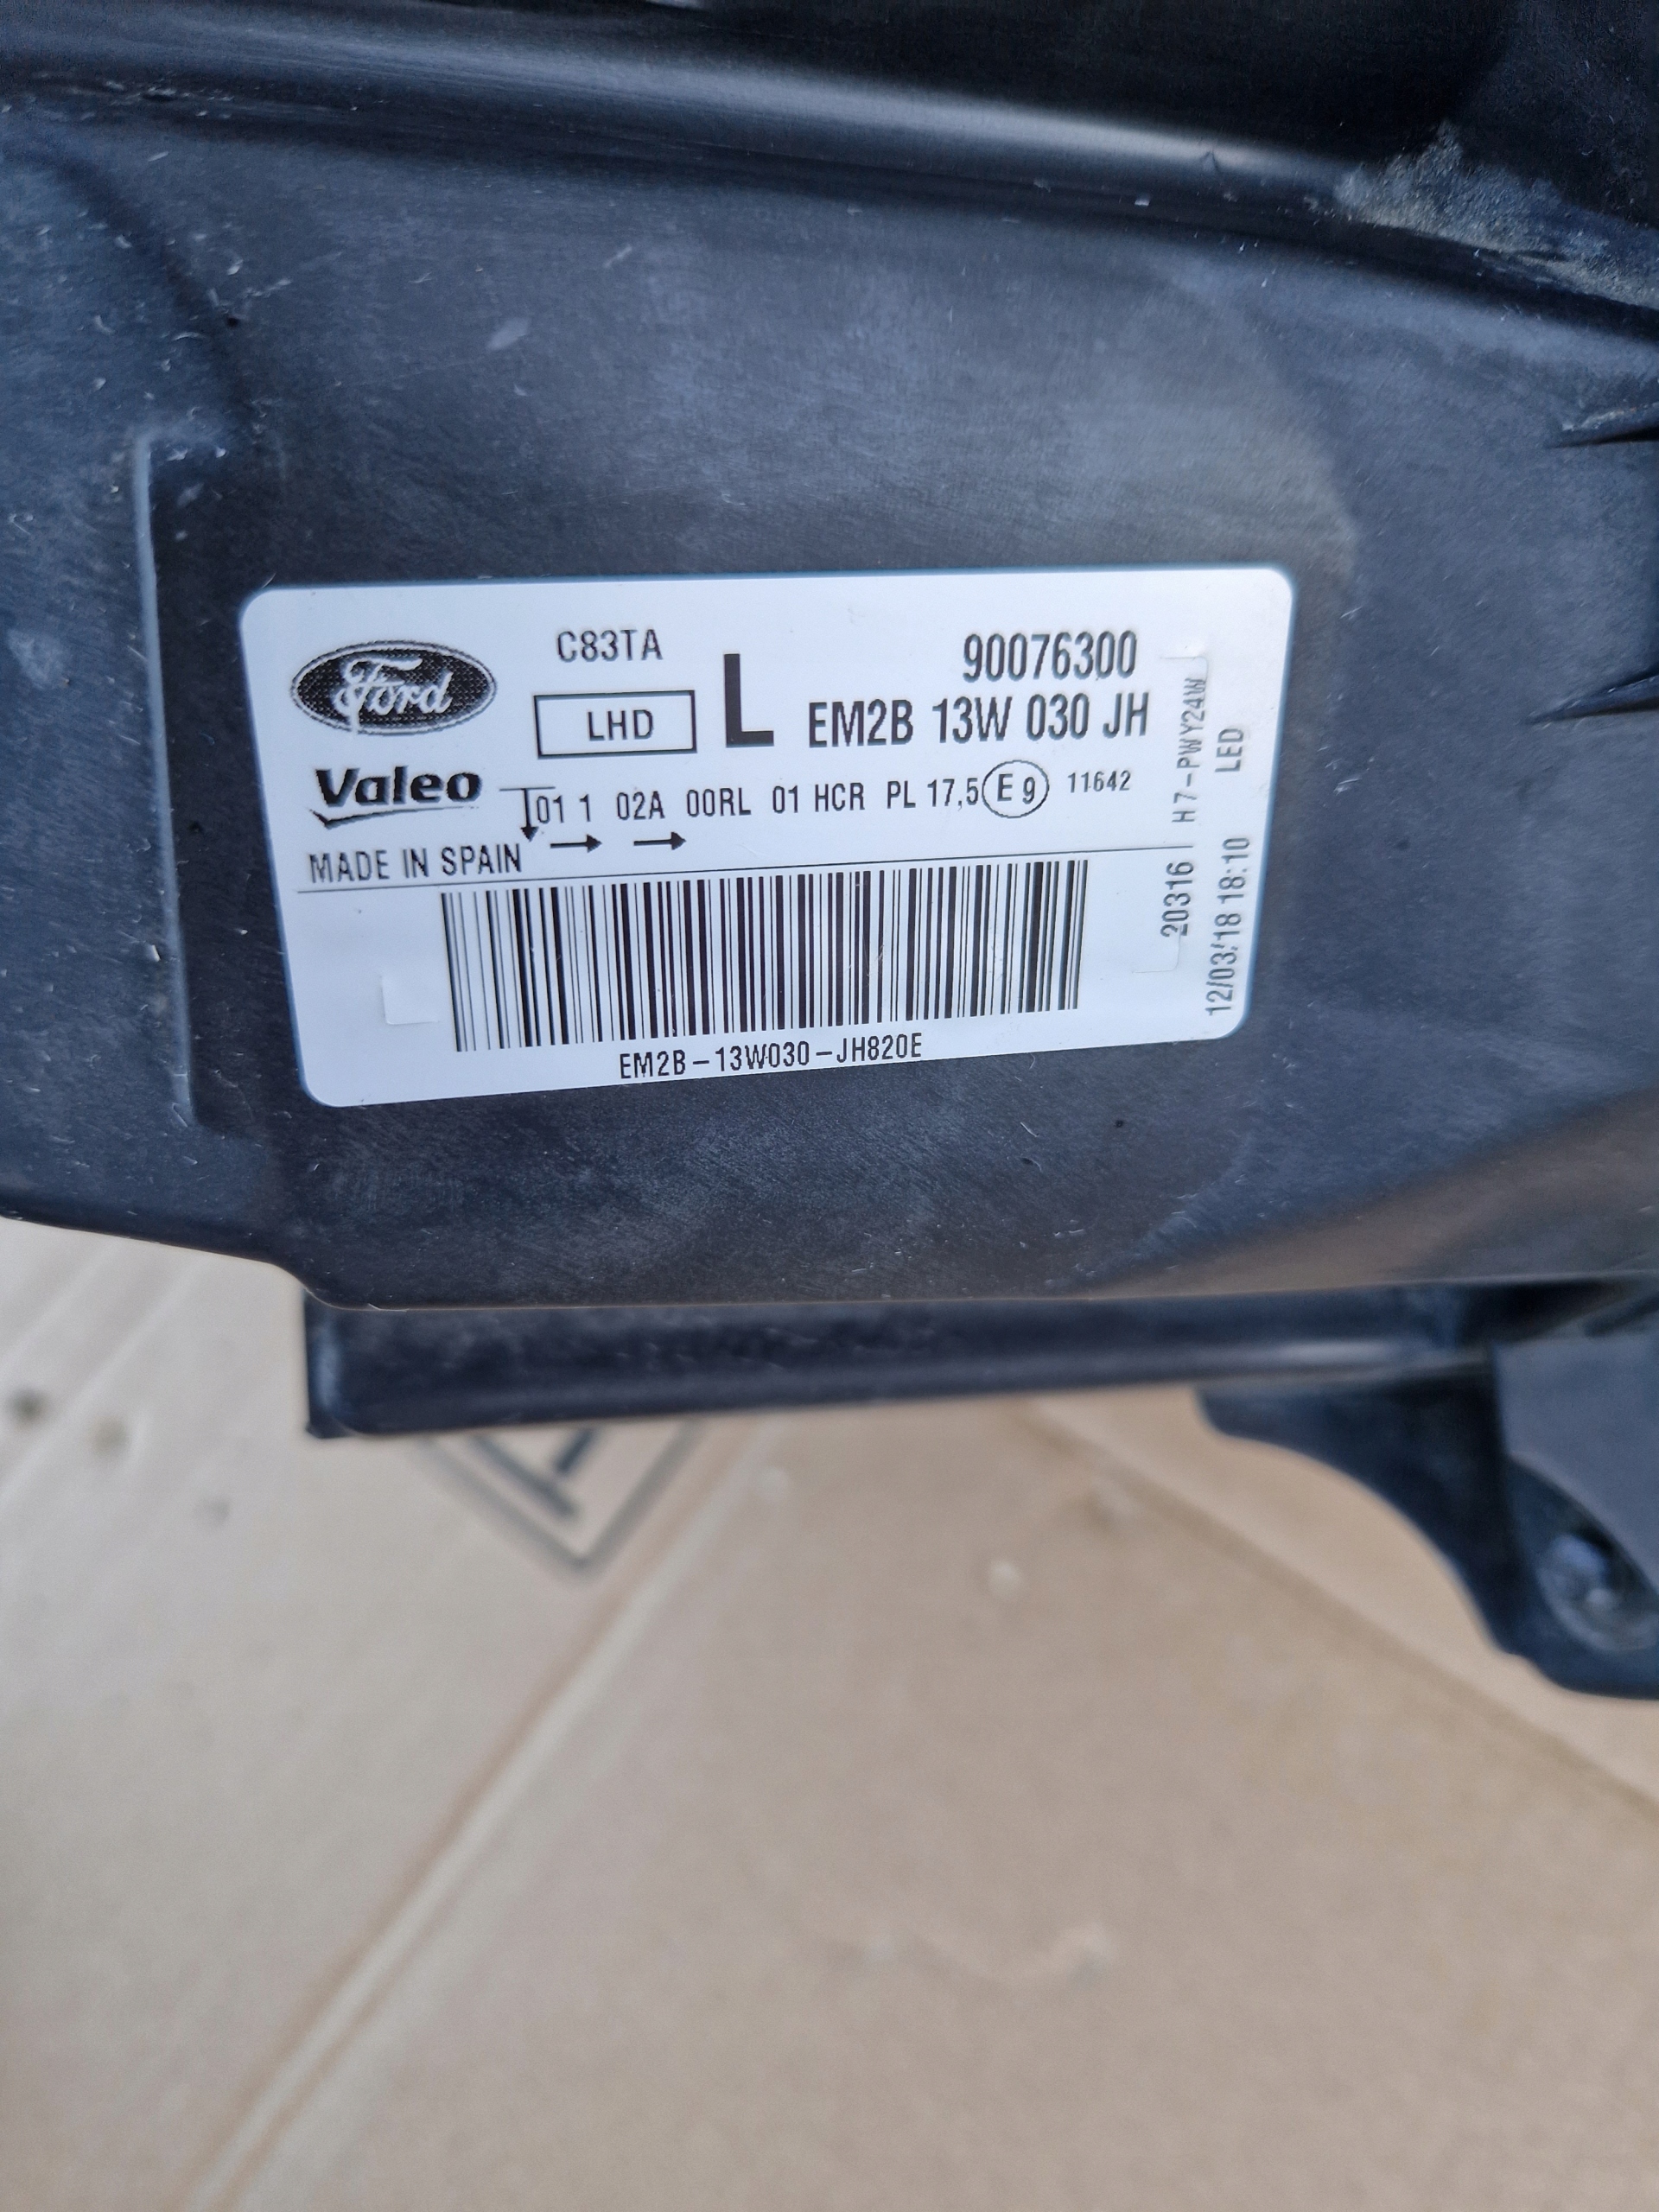 Ford
C83TA
LHD
L
90076300
EM2B 13W 030 JH
Valeo
01 1 02A 00RL 01 HCR PL 17,5 E 9 11642
MADE IN SPAIN
EM2B-13W030-JH820E
20316 H7-PWY24W
12/03/18 18:10 LED